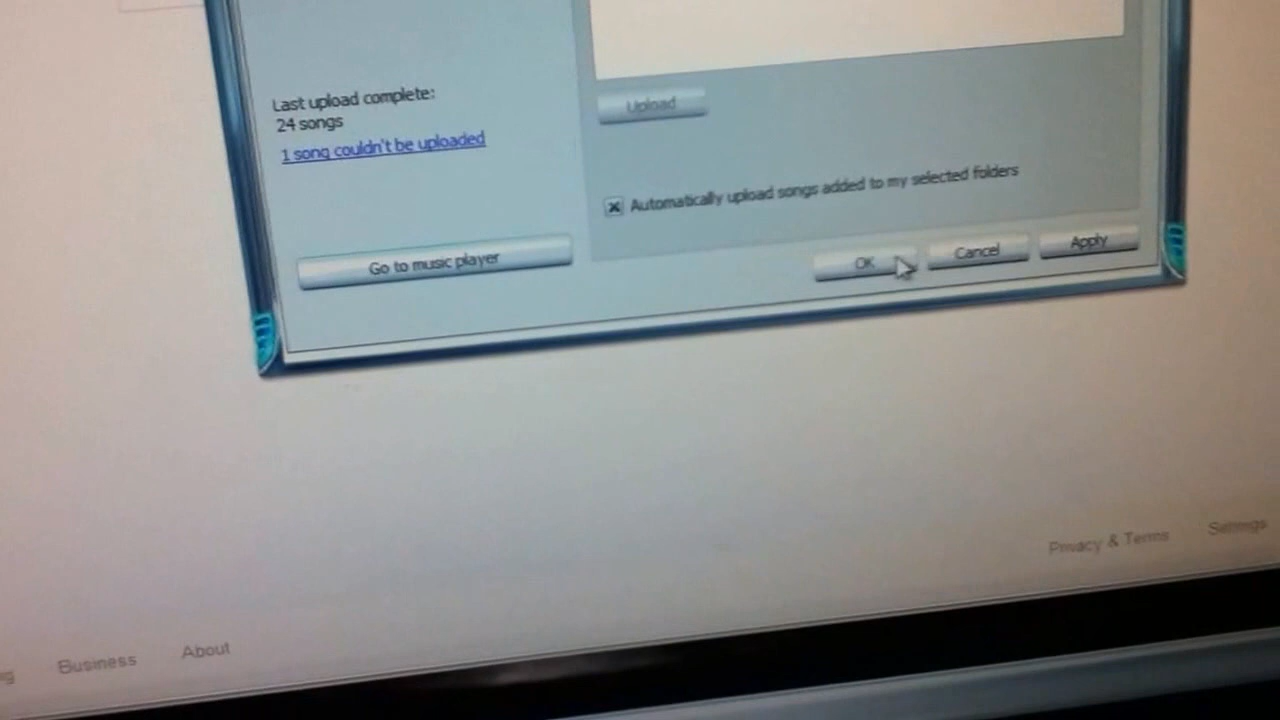 Last upload complete:
24 songs
1 song couldn't be uploaded
Upload
Automatically upload songs added to my selected folders
Go to music player
OK
Cancel
Apply
Privacy & Terms
Settings
Business
About